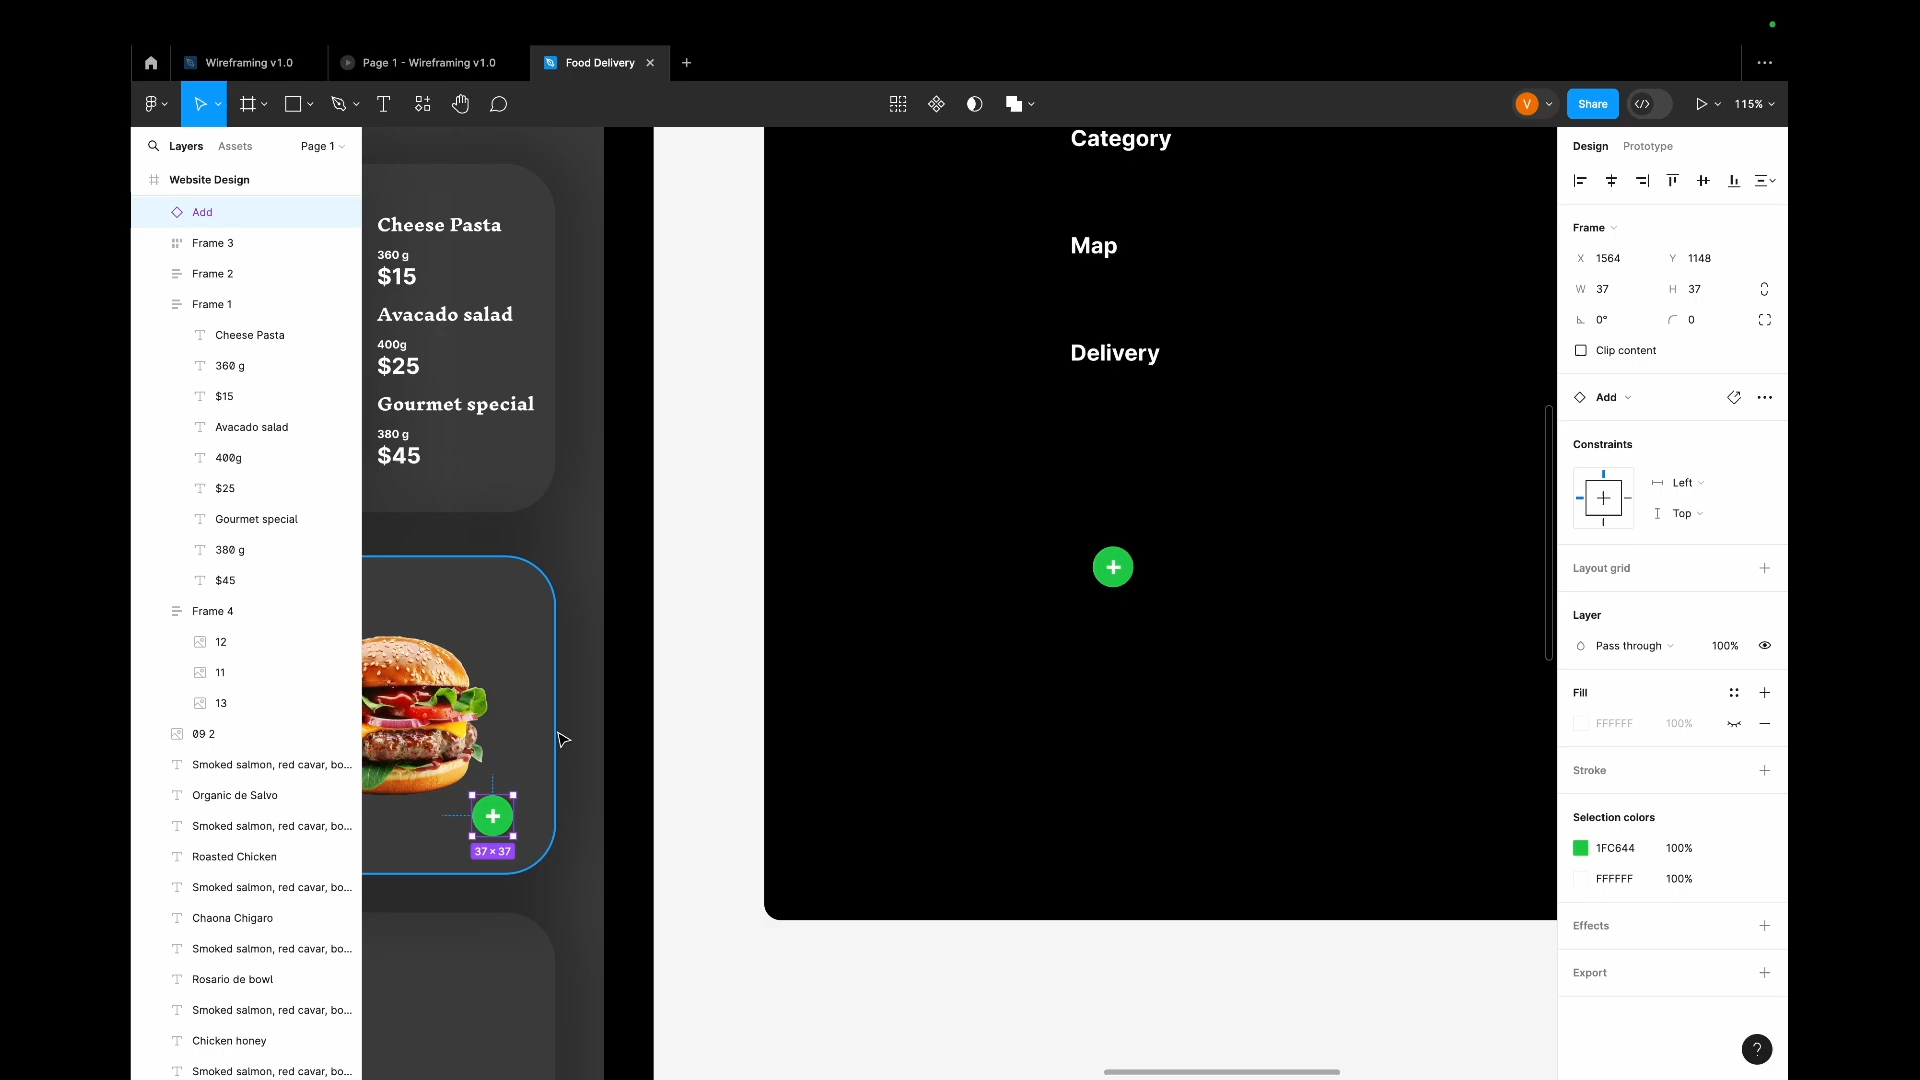 Wireframing v1.0
Page 1 - Wireframing v1.0
Food Delivery
V
Share
115%
Layers
Assets
Page 1
Website Design
Add
Frame 3
Frame 2
Frame 1
Cheese Pasta
360 g
$15
Avacado salad
400g
$25
Gourmet special
380 g
$45
Frame 4
12
11
13
09 2
Smoked salmon, red cavar, bo...
Organic de Salvo
Smoked salmon, red cavar, bo...
Roasted Chicken
Smoked salmon, red cavar, bo...
Chaona Chigaro
Smoked salmon, red cavar, bo...
Rosario de bowl
Smoked salmon, red cavar, bo...
Chicken honey
Smoked salmon, red cavar, bo...
Cheese Pasta
360 g
$15
Avacado salad
400g
$25
Gourmet special
380 g
$45
37 × 37
Category
Map
Delivery
Design
Prototype
Frame
X 1564
Y 1148
W 37
H 37
0°
0
Clip content
Add
Constraints
Left
Top
Layout grid
Layer
Pass through
100%
Fill
FFFFFF
100%
Stroke
Selection colors
1FC644
100%
FFFFFF
100%
Effects
Export
?